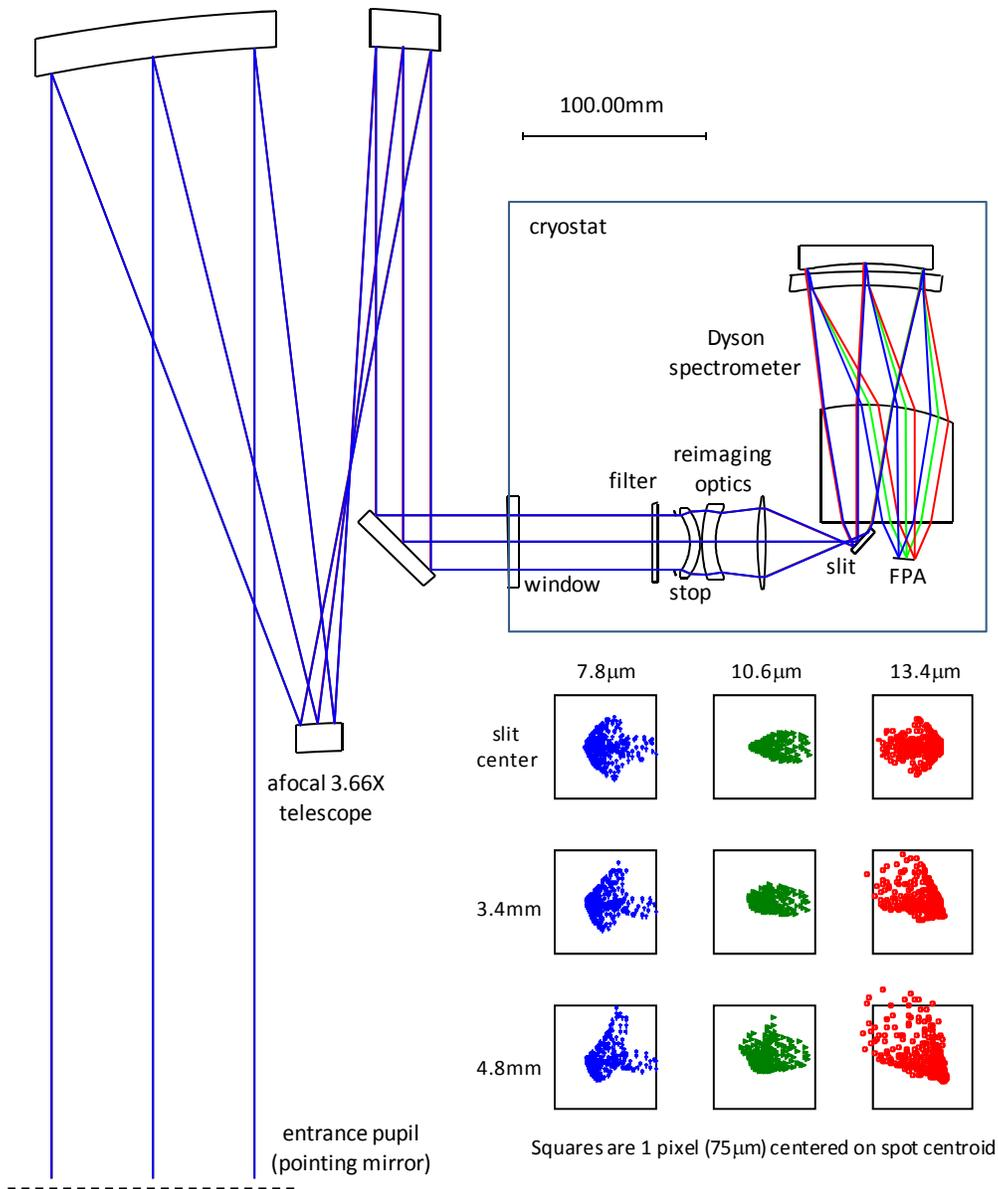 100.00mm
cryostat
Dyson
spectrometer
reimaging
optics
filter
slit
FPA
window
stop
7.8μm
10.6μm
13.4μm
slit
center
afocal 3.66X
telescope
3.4mm
4.8mm
entrance pupil
(pointing mirror)
Squares are 1 pixel (75μm) centered on spot centroid